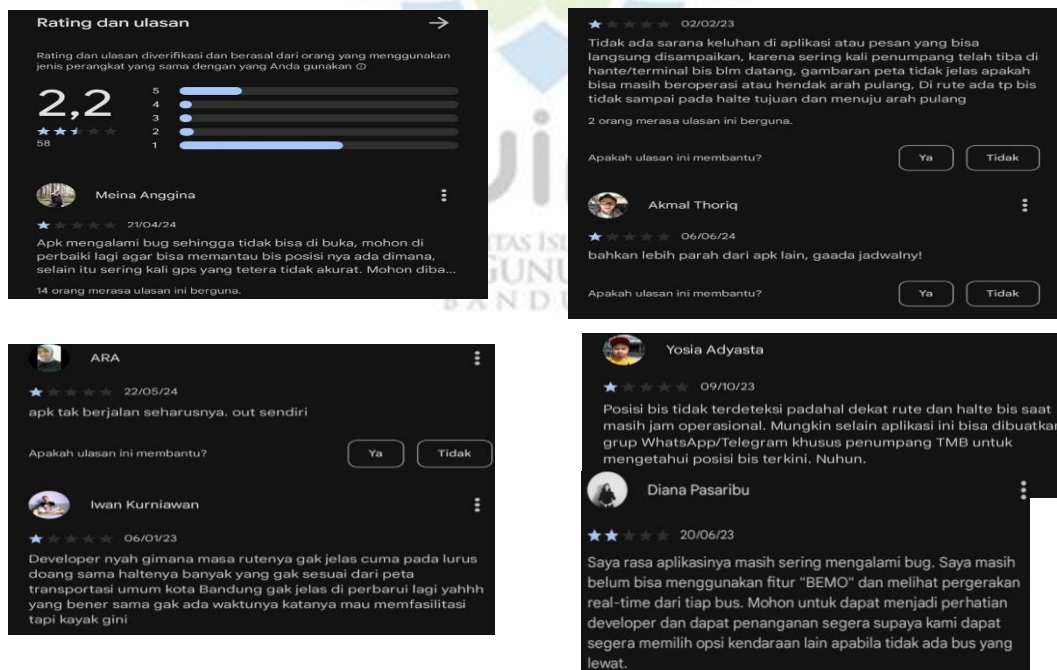 Rating dan ulasan
Rating dan ulasan diverifikasi dan berasal dari orang yang menggunakan
jenis perangkat yang sama dengan yang Anda gunakan
2,2
58
5
4
3
2
1
Meina Anggina
21/04/24
Apk mengalami bug sehingga tidak bisa di buka, mohon di
perbaiki lagi agar bisa memantau bis posisi nya ada dimana,
selain itu sering kali gps yang tetera tidak akurat. Mohon diba...
14 orang merasa ulasan ini berguna.
02/02/23
Tidak ada sarana keluhan di aplikasi atau pesan yang bisa
langsung disampaikan, karena sering kali penumpang telah tiba di
hante/terminal bis blm datang, gambaran peta tidak jelas apakah
bisa masih beroperasi atau hendak arah pulang, Di rute ada tp bis
tidak sampai pada halte tujuan dan menuju arah pulang
2 orang merasa ulasan ini berguna.
Apakah ulasan ini membantu?
Ya
Tidak
Akmal Thoriq
06/06/24
bahkan lebih parah dari apk lain, gaada jadwalny!
Apakah ulasan ini membantu?
Ya
Tidak
ARA
22/05/24
apk tak berjalan seharusnya. out sendiri
Apakah ulasan ini membantu?
Ya
Tidak
Iwan Kurniawan
06/01/23
Developer nyah gimana masa rutenya gak jelas cuma pada lurus
doang sama haltenya banyak yang gak sesuai dari peta
transportasi umum kota Bandung gak jelas di perbarui lagi yahhh
yang bener sama gak ada waktunya katanya mau memfasilitasi
tapi kayak gini
Yosia Adyasta
09/10/23
Posisi bis tidak terdeteksi padahal dekat rute dan halte bis saat
masih jam operasional. Mungkin selain aplikasi ini bisa dibuatkan
grup WhatsApp/Telegram khusus penumpang TMB untuk
mengetahui posisi bis terkini. Nuhun.
Diana Pasaribu
20/06/23
Saya rasa aplikasinya masih sering mengalami bug. Saya masih
belum bisa menggunakan fitur "BEMO" dan melihat pergerakan
real-time dari tiap bus. Mohon untuk dapat menjadi perhatian
developer dan dapat penanganan segera supaya kami dapat
segera memilih opsi kendaraan lain apabila tidak ada bus yang
lewat.